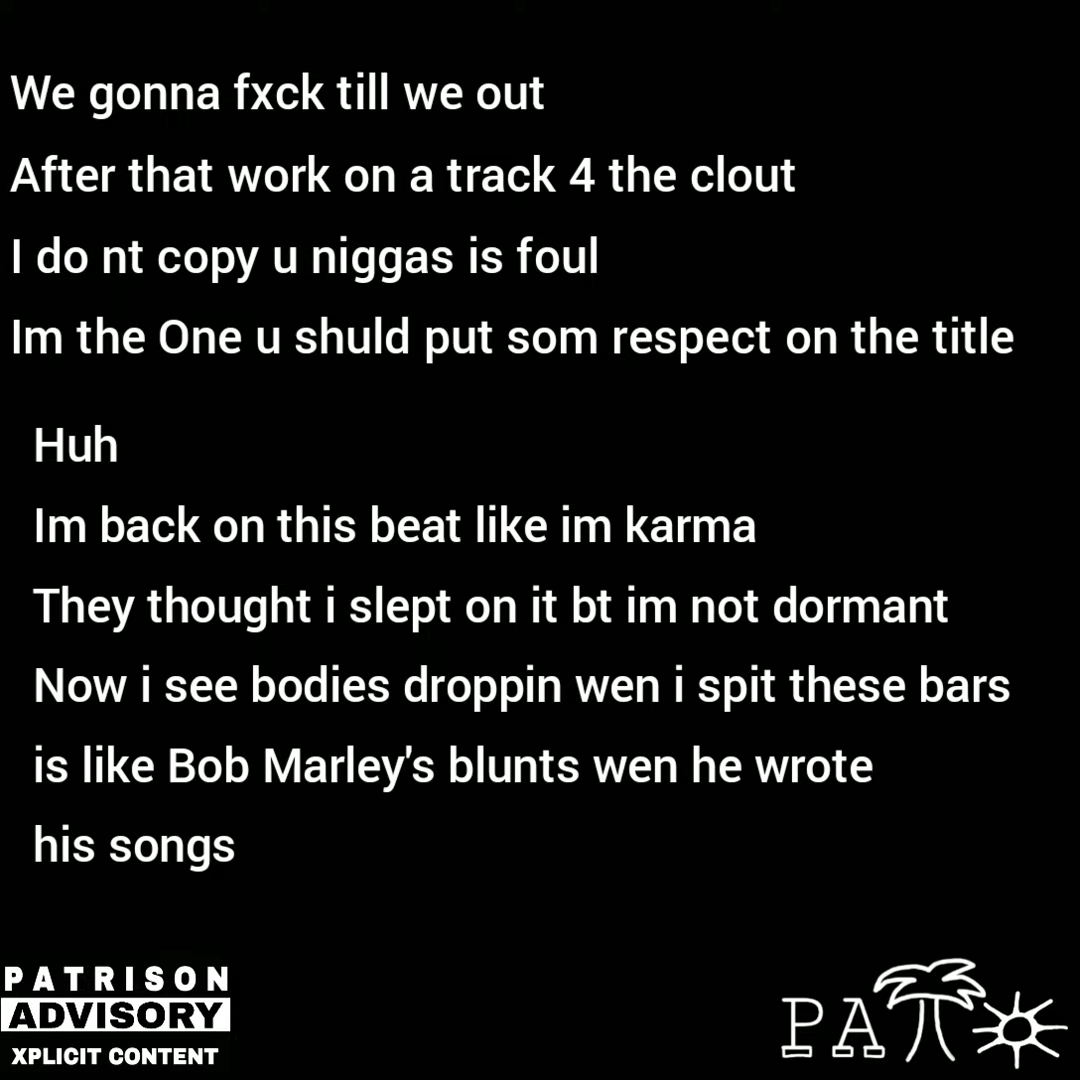 We gonna fxck till we out
After that work on a track 4 the clout
I do nt copy u niggas is foul
Im the One u shuld put som respect on the title
Huh
Im back on this beat like im karma
They thought i slept on it bt im not dormant
Now i see bodies droppin wen i spit these bars
is like Bob Marley's blunts wen he wrote
his songs
PATRISON
ADVISORY
XPLICIT CONTENT
PATO